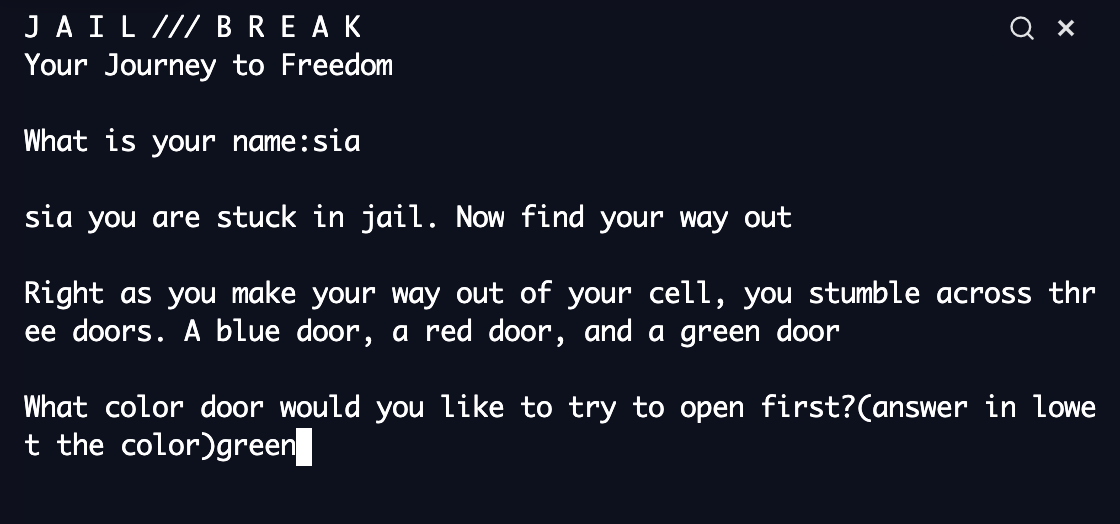 J A I L /// B R E A K
Your Journey to Freedom
What is your name:sia
sia you are stuck in jail. Now find your way out
Right as you make your way out of your cell, you stumble across thr
ee doors. A blue door, a red door, and a green door
What color door would you like to try to open first?(answer in lowe
t the color)green